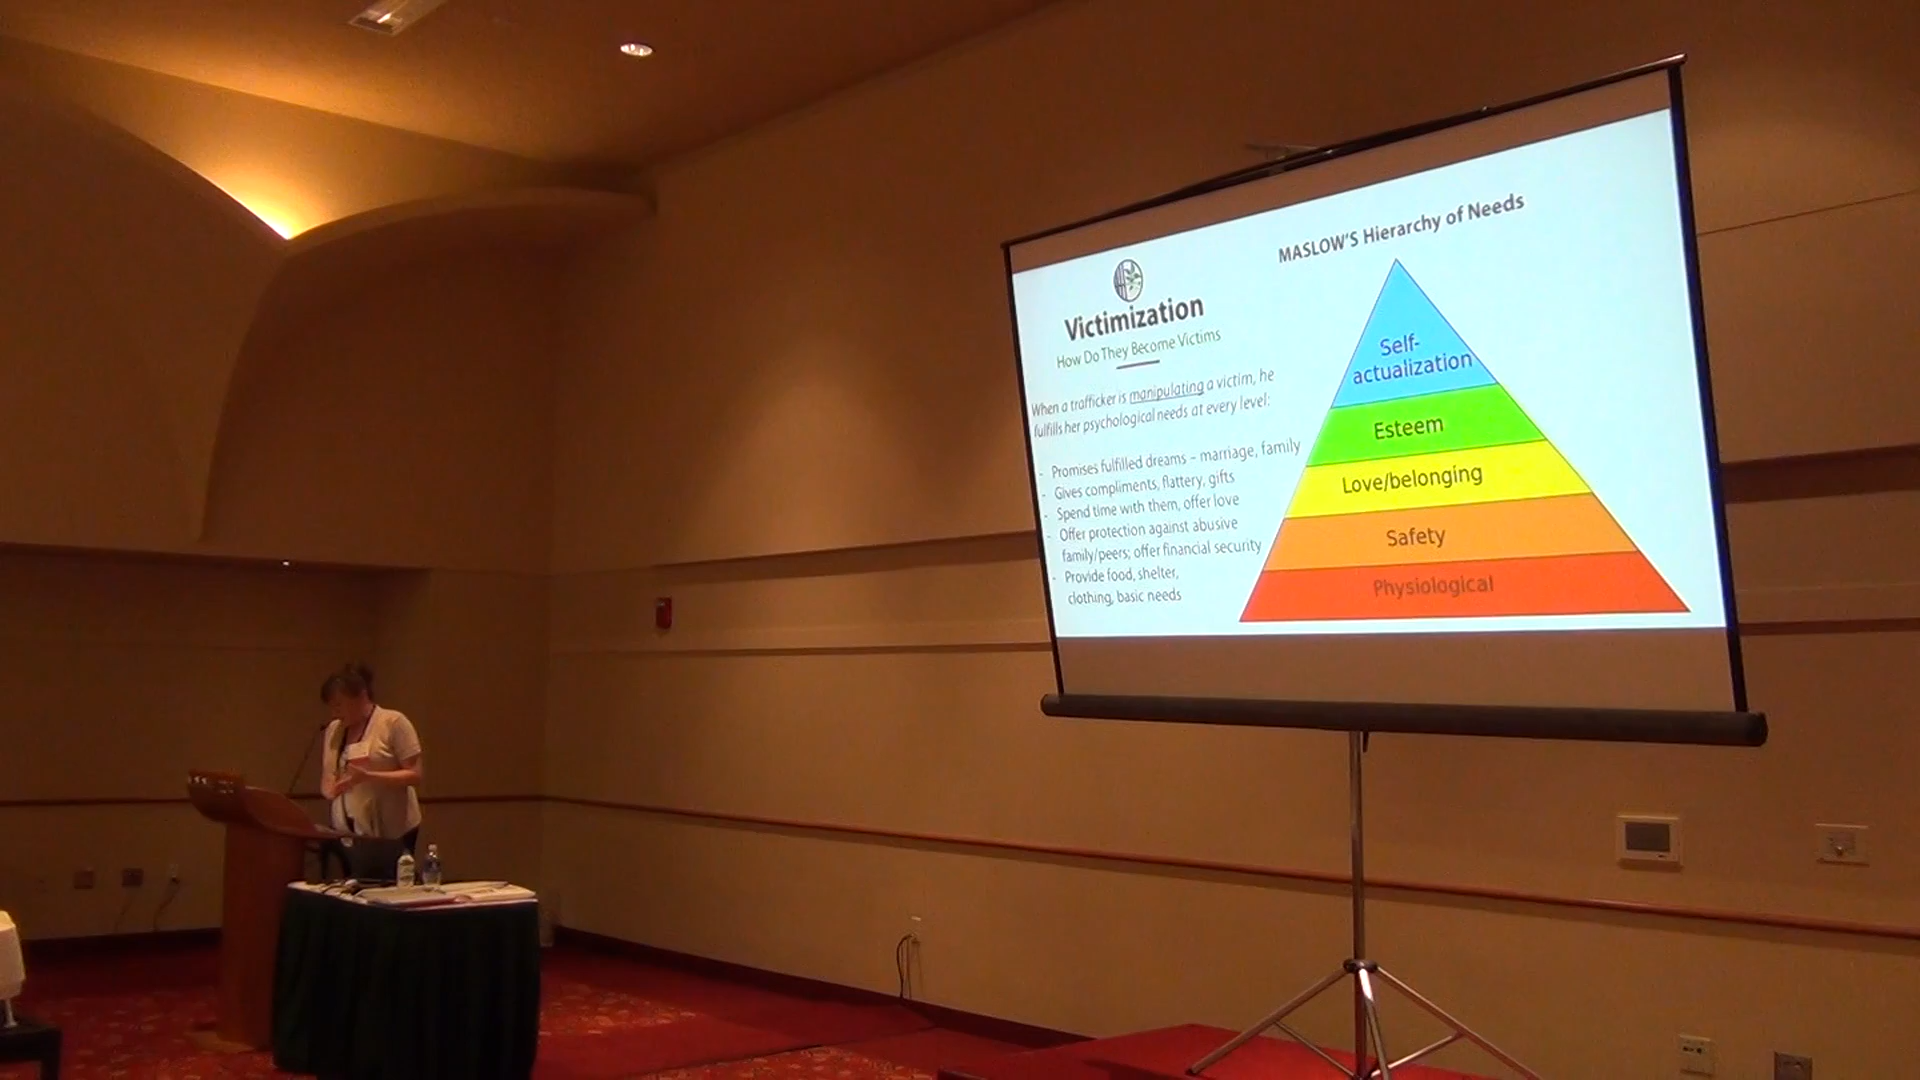 MASLOW'S Hierarchy of Needs
Victimization
How Do They Become Victims
When a trafficker is manipulating a victim, he
fulfills her psychological needs at every level:
- Promises fulfilled dreams – marriage, family
- Gives compliments, flattery, gifts
- Spend time with them, offer love
- Offer protection against abusive
family/peers; offer financial security
- Provide food, shelter,
clothing, basic needs
Self-
actualization
Esteem
Love/belonging
Safety
Physiological